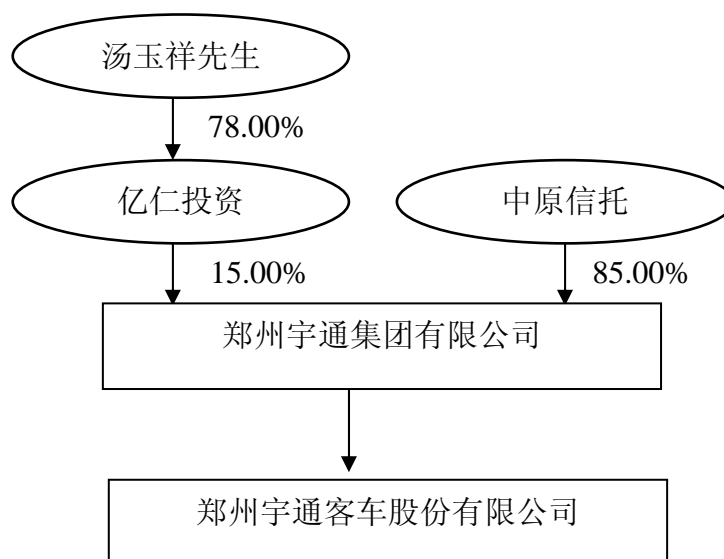 汤玉祥先生
78.00%
亿仁投资
中原信托
15.00%
85.00%
郑州宇通集团有限公司
郑州宇通客车股份有限公司